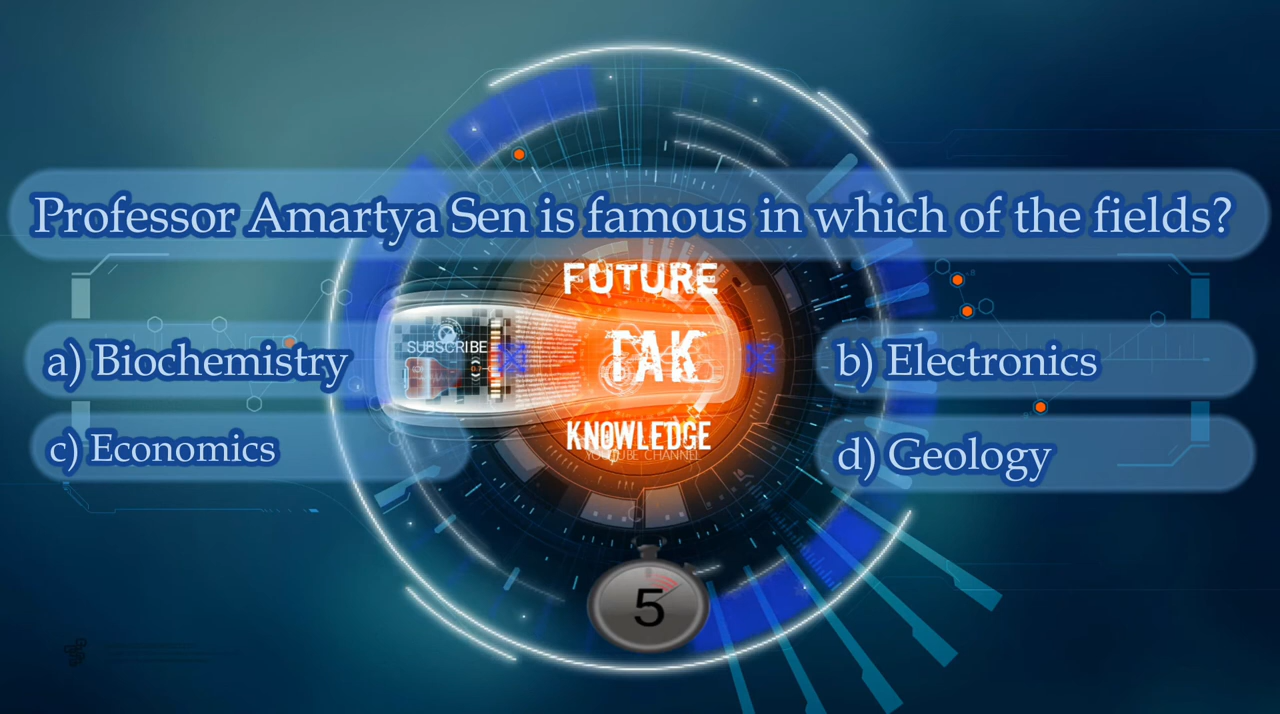 Professor Amartya Sen is famous in which of the fields?
FUTURE
SUBSCRIBE
TAK
a) Biochemistry
b) Electronics
KNOWLEDGE
YOUTUBE CHANNEL
c) Economics
d) Geology
5